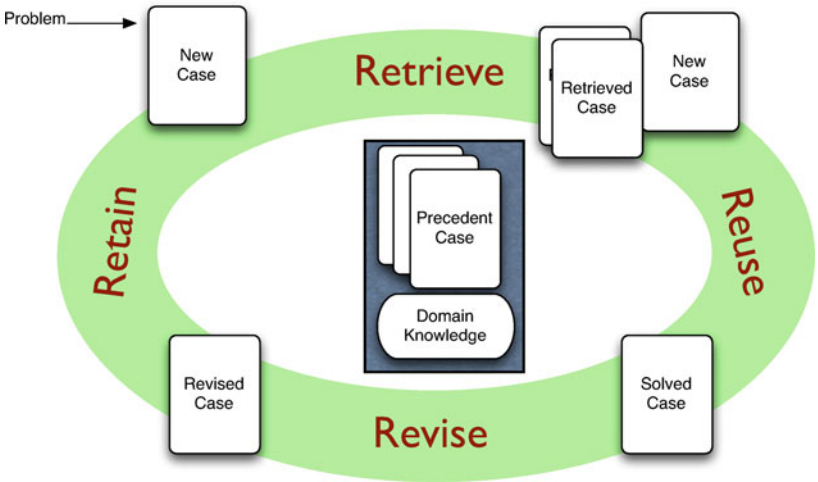 Problem
New
Case
Retrieve
Retrieved
Case
New
Case
Retain
Precedent
Case
Domain
Knowledge
Reuse
Revised
Case
Revise
Solved
Case